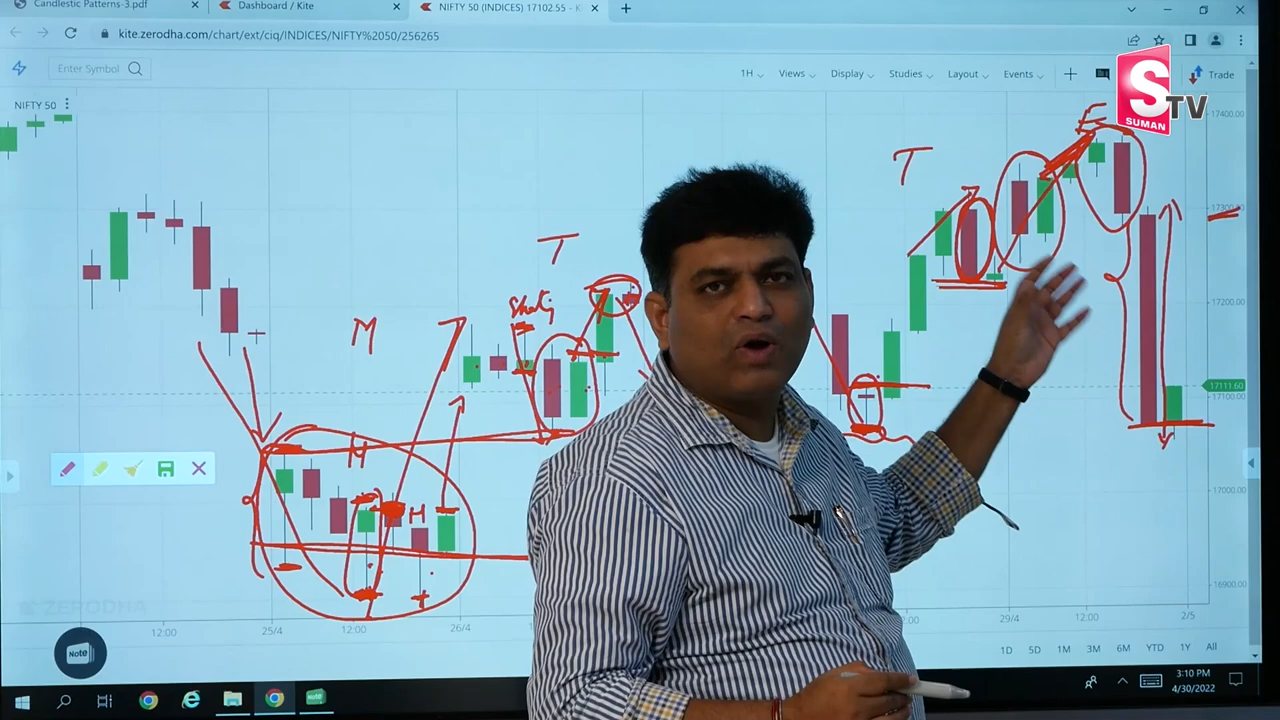 Candlestic Patterns-3.pdf
Dashboard / Kite
NIFTY 50 (INDICES) 17102.55 - K
kite.zerodha.com/chart/ext/ciq/INDICES/NIFTY%2050/256265
Enter Symbol
1H
Views
Display
Studies
Layout
Events
Trade
S TV
SUMAN
NIFTY 50
17400.00
E
T
17300.00
T
17200.00
M
17111.60
17100.00
H
17000.00
H
16900.00
ZERODHA
12:00
25/4
12:00
26/4
29/4
12:00
2/5
1D
5D
1M
3M
6M
YTD
1Y
All
Note
Note
3:10 PM
4/30/2022